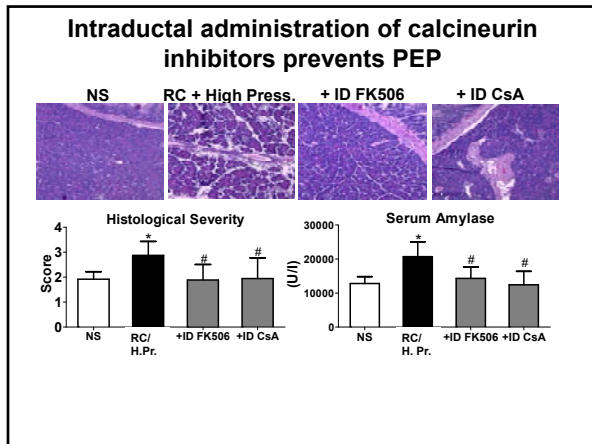 Intraductal administration of calcineurin
inhibitors prevents PEP
NS
RC + High Press.
+ ID FK506
+ ID CsA
Histological Severity
Score
4
3
2
1
0
*
#
#
NS
RC/
H.Pr.
+ID FK506
+ID CsA
Serum Amylase
(U/l)
30000
20000
10000
0
*
#
#
NS
RC/
H. Pr.
+ID FK506
+ID CsA